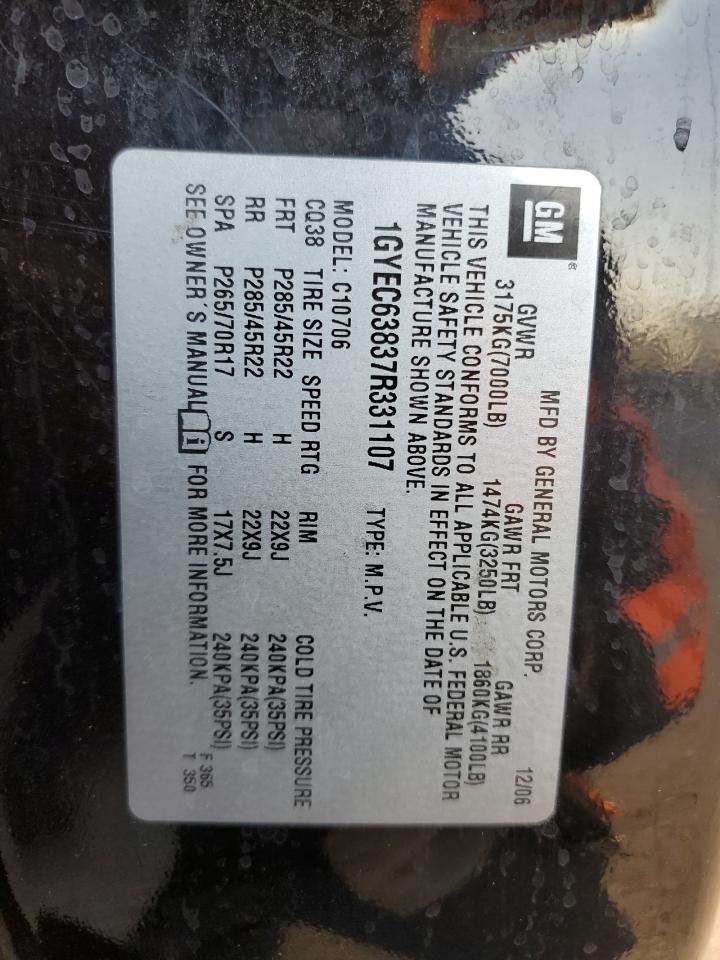 GM®
MFD BY GENERAL MOTORS CORP. 12/06
GVWR GAWR FRT GAWR RR
3175KG(7000LB) 1474KG(3250LB) 1860KG(4100LB)
THIS VEHICLE CONFORMS TO ALL APPLICABLE U.S. FEDERAL MOTOR
VEHICLE SAFETY STANDARDS IN EFFECT ON THE DATE OF
MANUFACTURE SHOWN ABOVE.
1GYEC63837R331107 TYPE: M.P.V.
MODEL: C10706
CQ38 TIRE SIZE SPEED RTG RIM COLD TIRE PRESSURE
FRT P285/45R22 H 22X9J 240KPA(35PSI)
RR P285/45R22 H 22X9J 240KPA(35PSI)
SPA P265/70R17 S 17X7.5J 240KPA(35PSI)
SEE OWNER'S MANUAL i FOR MORE INFORMATION.
F 365
T 350